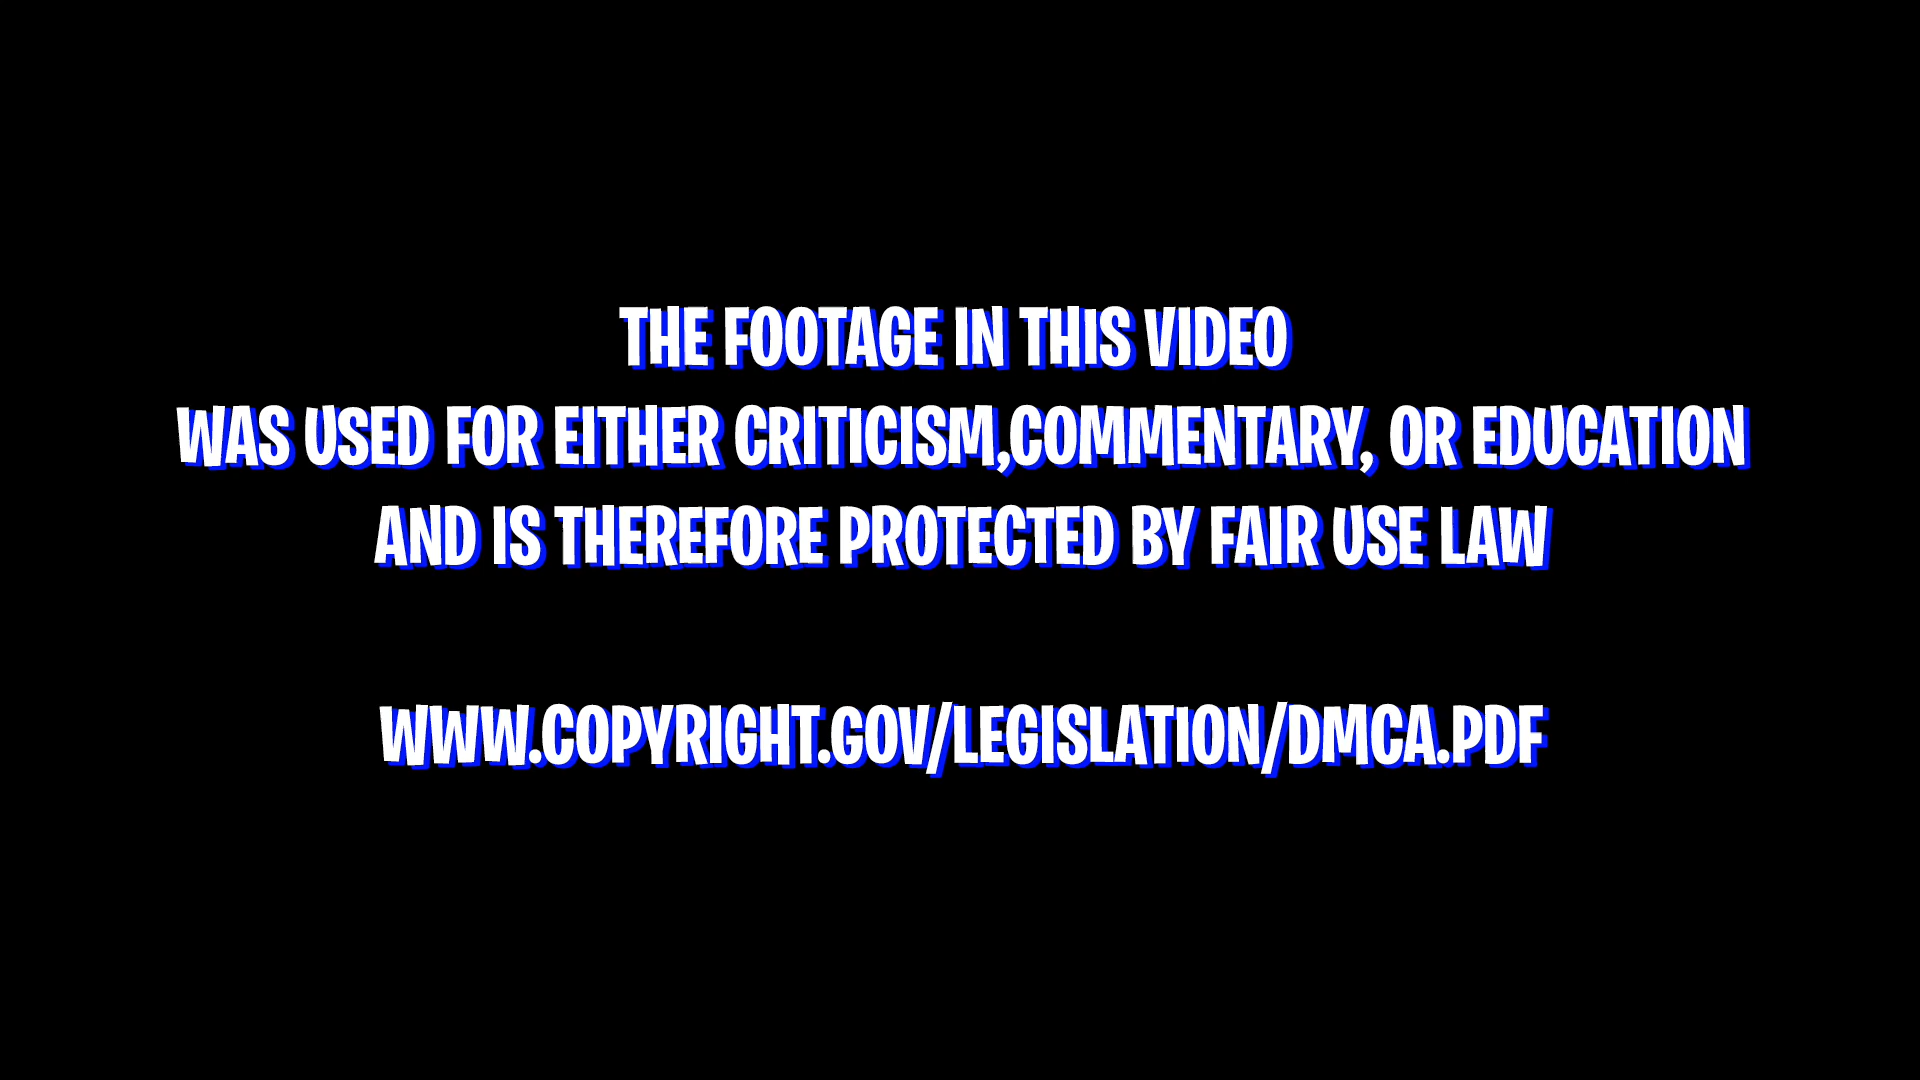 THE FOOTAGE IN THIS VIDEO
WAS USED FOR EITHER CRITICISM,COMMENTARY, OR EDUCATION
AND IS THEREFORE PROTECTED BY FAIR USE LAW
WWW.COPYRIGHT.GOV/LEGISLATION/DMCA.PDF